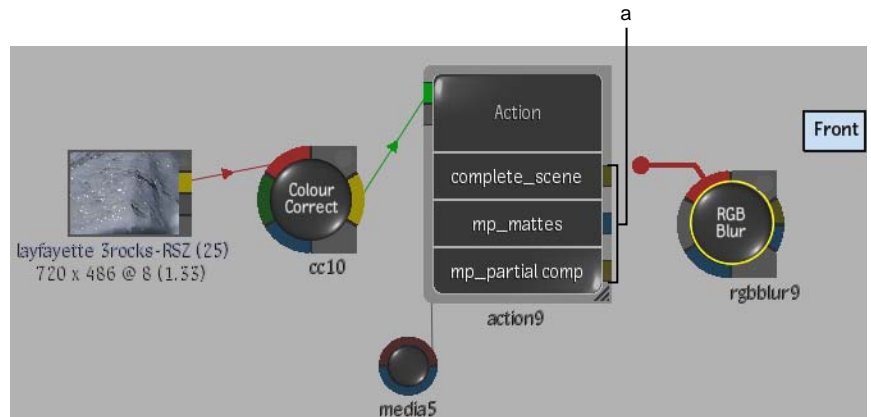 a
Front
Action
complete_scene
mp_mattes
mp_partial comp
action9
Colour
Correct
cc10
layfayette 3rocks-RSZ (25)
720 x 486 @ 8 (1.33)
RGB
Blur
rgbblur9
media5